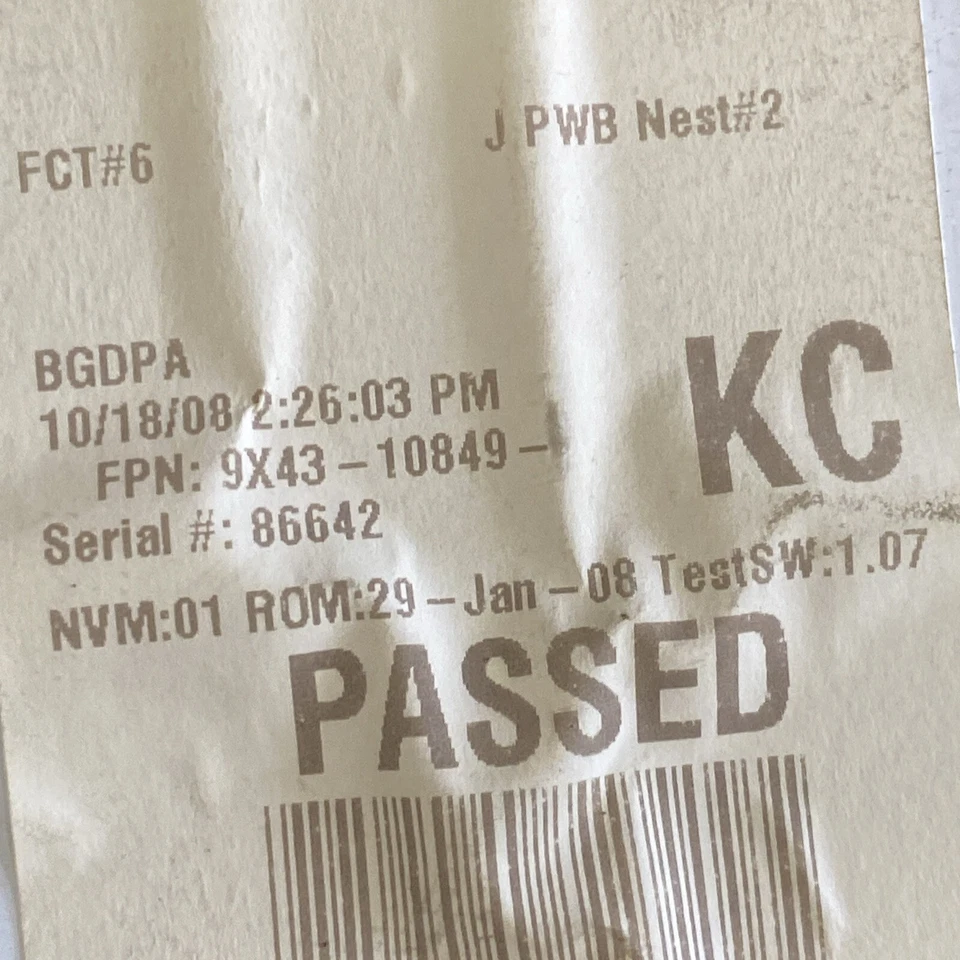 FCT#6 J PWB Nest#2
BGDPA
10/18/08 2:26:03 PM
FPN: 9X43-10849-
KC
Serial #: 86642
NVM:01 ROM:29-Jan-08 TestSW:1.07
PASSED